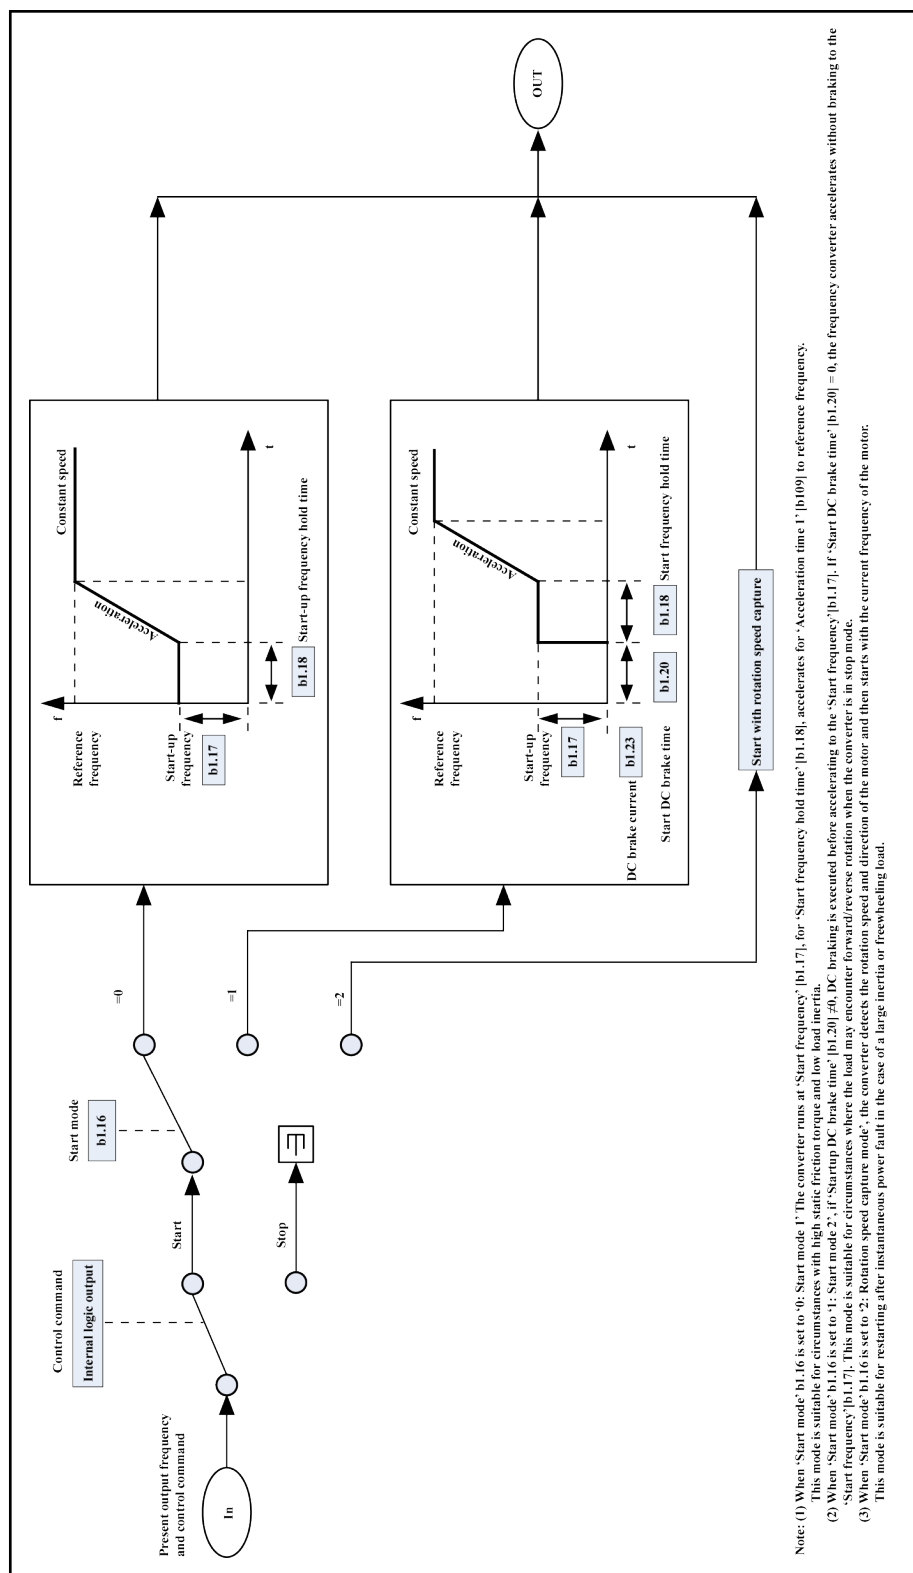 Present output frequency
and control command
In
Control command
Internal logic output
Start
Stop
E
Start mode
b1.16
=0
=1
=2
f
Reference
frequency
Start-up
frequency
b1.17
Acceleration
Constant speed
t
b1.18
Start-up frequency hold time
f
Reference
frequency
Start-up
frequency
b1.17
Acceleration
Constant speed
t
DC brake current
b1.23
Start DC brake time
b1.20
b1.18
Start frequency hold time
Start with rotation speed capture
OUT
Note: (1) When ‘Start mode’ b1.16 is set to ‘0: Start mode 1’ The converter runs at ‘Start frequency’ [b1.17], for ‘Start frequency hold time’ [b1.18], accelerates for ‘Acceleration time 1’ [b109] to reference frequency.
This mode is suitable for circumstances with high static friction torque and low load inertia.
(2) When ‘Start mode’ b1.16 is set to ‘1: Start mode 2’, if ‘Startup DC brake time’ [b1.20] ≠0, DC braking is executed before accelerating to the ‘Start frequency’[b1.17]. If ‘Start DC brake time’ [b1.20] = 0, the frequency converter accelerates without braking to the
‘Start frequency’[b1.17]. This mode is suitable for circumstances where the load may encounter forward/reverse rotation when the converter is in stop mode.
(3) When ‘Start mode’ b1.16 is set to ‘2: Rotation speed capture mode’, the converter detects the rotation speed and direction of the motor and then starts with the current frequency of the motor.
This mode is suitable for restarting after instantaneous power fault in the case of a large inertia or freewheeling load.